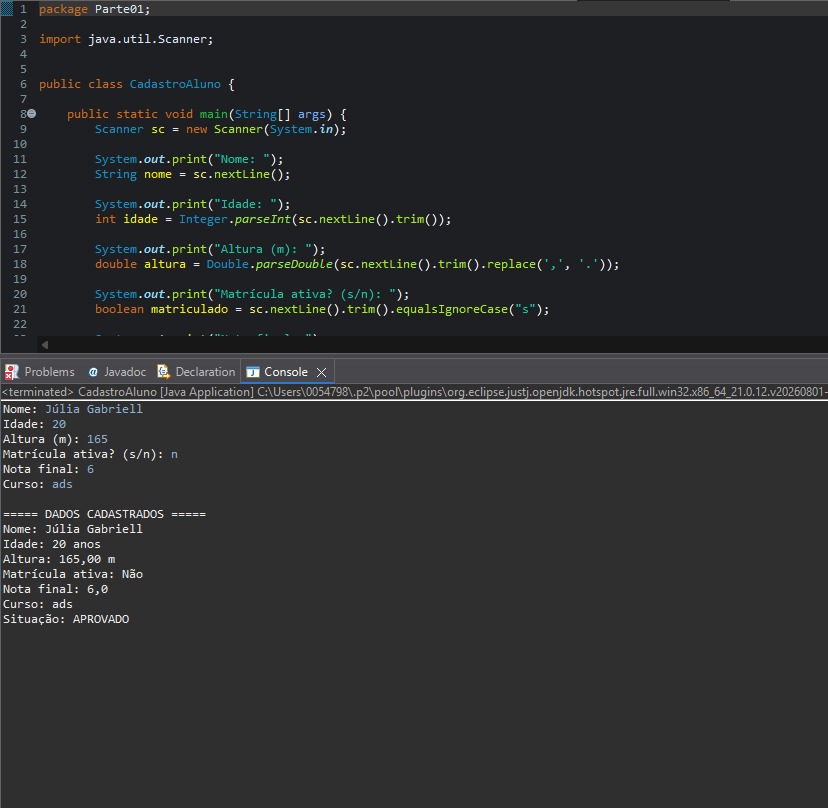 1 package Parte01;
2
3 import java.util.Scanner;
4
5
6 public class CadastroAluno {
7
8 public static void main(String[] args) {
9 Scanner sc = new Scanner(System.in);
10
11 System.out.print("Nome: ");
12 String nome = sc.nextLine();
13
14 System.out.print("Idade: ");
15 int idade = Integer.parseInt(sc.nextLine().trim());
16
17 System.out.print("Altura (m): ");
18 double altura = Double.parseDouble(sc.nextLine().trim().replace(',', '.'));
19
20 System.out.print("Matrícula ativa? (s/n): ");
21 boolean matriculado = sc.nextLine().trim().equalsIgnoreCase("s");
22
Problems Javadoc Declaration Console
<terminated> CadastroAluno [Java Application] C:\Users\0054798\.p2\pool\plugins\org.eclipse.justj.openjdk.hotspot.jre.full.win32.x86_64_21.0.12.v20260801-
Nome: Júlia Gabriell
Idade: 20
Altura (m): 165
Matrícula ativa? (s/n): n
Nota final: 6
Curso: ads
===== DADOS CADASTRADOS =====
Nome: Júlia Gabriell
Idade: 20 anos
Altura: 165,00 m
Matrícula ativa: Não
Nota final: 6,0
Curso: ads
Situação: APROVADO